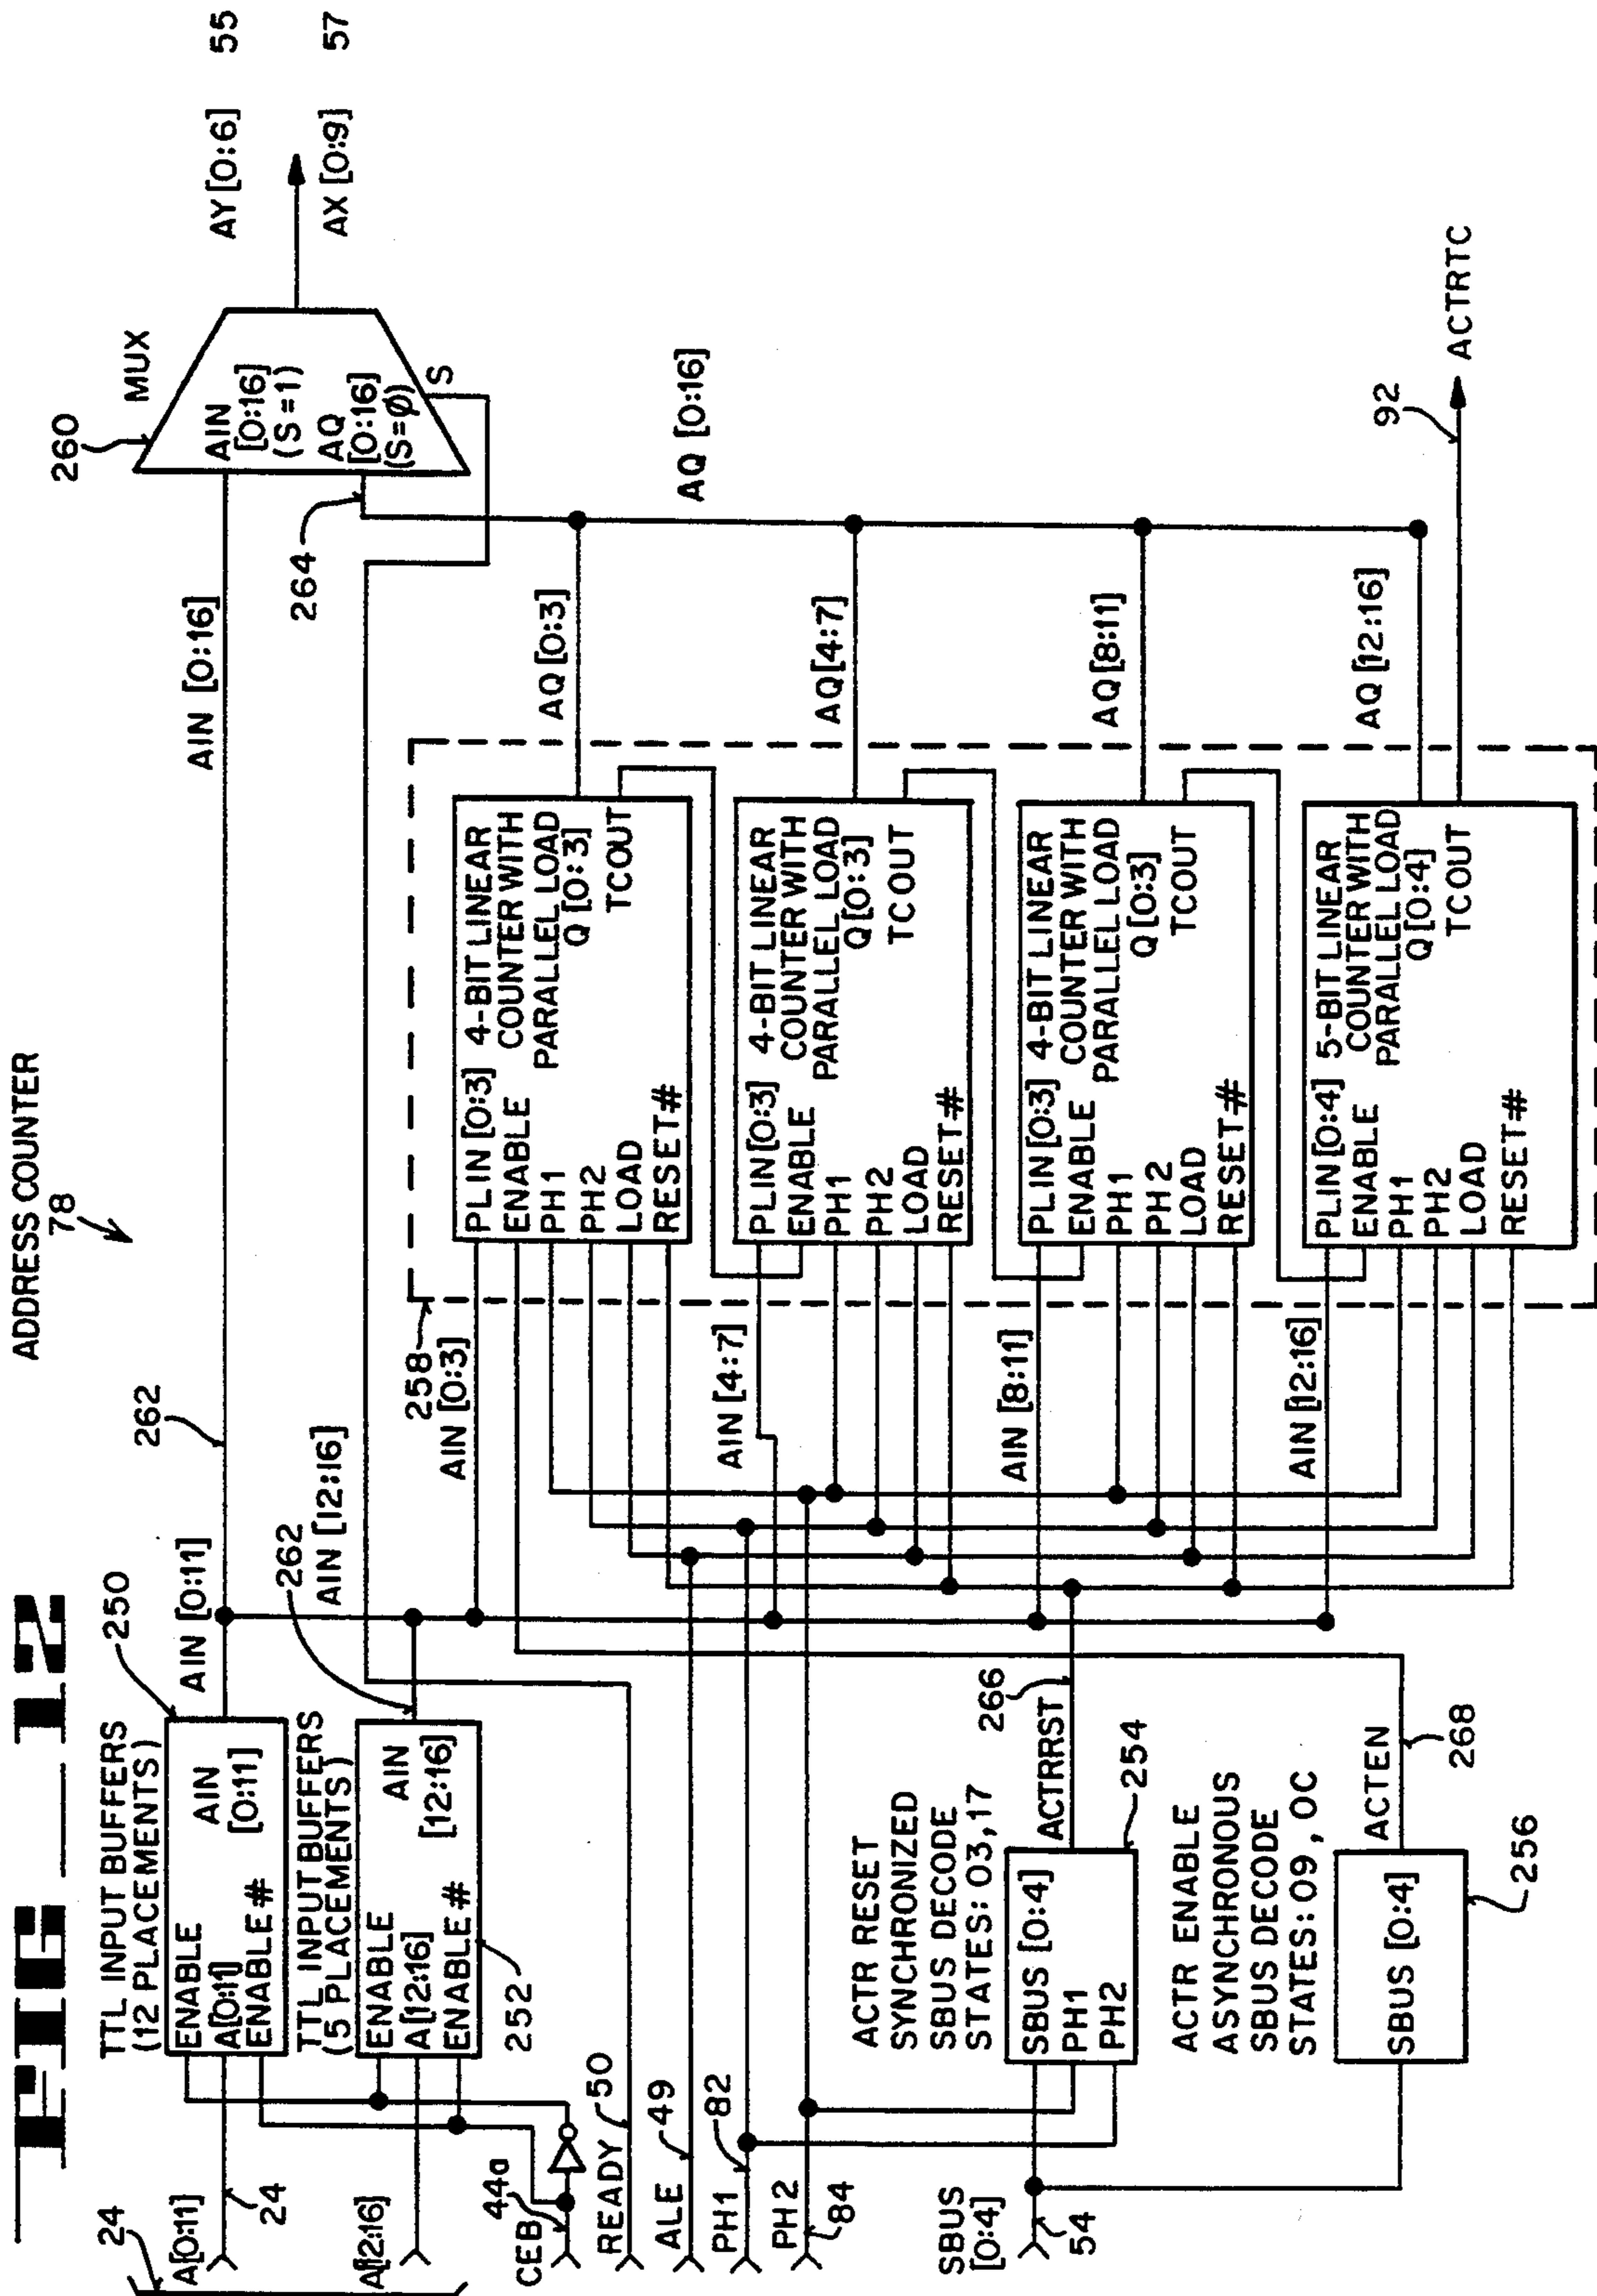 FIG 12
ADDRESS COUNTER
78
24
A[0:11]
24
A[12:16]
CEB
44a
READY
50
ALE
49
PH1
82
PH2
84
SBUS
[0:4]
54
TTL INPUT BUFFERS
(12 PLACEMENTS)
250
ENABLE
A[0:11]
ENABLE#
AIN
[0:11]
AIN [0:11]
TTL INPUT BUFFERS
(5 PLACEMENTS)
ENABLE
A[12:16]
ENABLE#
AIN
[12:16]
252
262
AIN [12:16]
262
AIN [0:16]
ACTR RESET
SYNCHRONIZED
SBUS DECODE
STATES: 03,17
SBUS [0:4]
PH1
PH2
ACTRRST
266
254
ACTR ENABLE
ASYNCHRONOUS
SBUS DECODE
STATES: 09, 0C
SBUS [0:4]
ACTEN
268
256
258
AIN [0:3]
PLIN [0:3]
ENABLE
PH1
PH2
LOAD
RESET#
4-BIT LINEAR
COUNTER WITH
PARALLEL LOAD
Q [0:3]
TCOUT
AQ [0:3]
AIN [4:7]
PLIN [0:3]
ENABLE
PH1
PH2
LOAD
RESET#
4-BIT LINEAR
COUNTER WITH
PARALLEL LOAD
Q [0:3]
TCOUT
AQ[4:7]
AIN [8:11]
PLIN [0:3]
ENABLE
PH1
PH2
LOAD
RESET#
4-BIT LINEAR
COUNTER WITH
PARALLEL LOAD
Q [0:3]
TCOUT
AQ [8:11]
AIN [12:16]
PLIN [0:4]
ENABLE
PH1
PH2
LOAD
RESET#
5-BIT LINEAR
COUNTER WITH
PARALLEL LOAD
Q [0:4]
TCOUT
AQ [12:16]
AQ [0:16]
264
260
MUX
AIN
[0:16]
(S=1)
AQ
[0:16]
(S=Ø)
S
AY [0:6] 55
AX [0:9] 57
92
ACTRTC